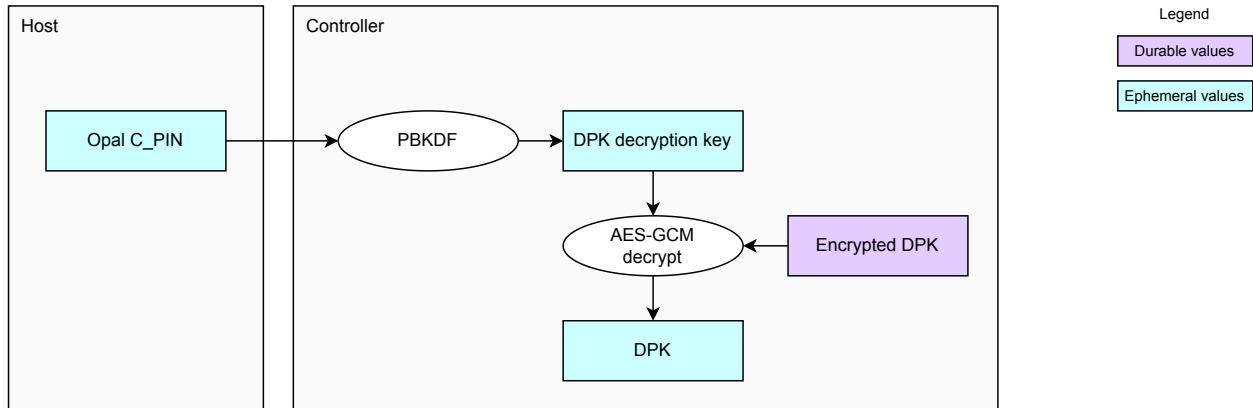 Host
Controller
Legend
Durable values
Ephemeral values
Opal C_PIN
PBKDF
DPK decryption key
AES-GCM
decrypt
Encrypted DPK
DPK